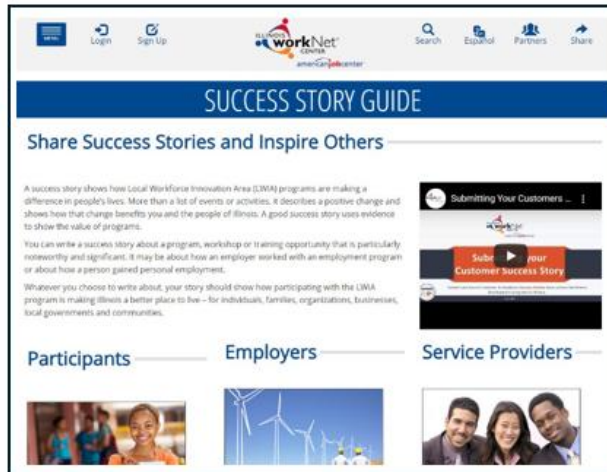 MENU
Login
Sign Up
ILLINOIS
workNet®
CENTER
americanjobcenter
Search
Español
Partners
Share
SUCCESS STORY GUIDE
Share Success Stories and Inspire Others
A success story shows how Local Workforce Innovation Area (LWIA) programs are making a
difference in people's lives. More than a list of events or activities, it describes a positive change and
shows how that change benefits you and the people of Illinois. A good success story uses evidence
to show the value of programs.
You can write a success story about a program, workshop or training opportunity that is particularly
noteworthy and significant. It may be about how an employer worked with an employment program
or about how a person gained personal employment.
Whatever you choose to write about, your story should show how participating with the LWIA
program is making Illinois a better place to live – for individuals, families, organizations, businesses,
local governments and communities.
Submitting Your Customers ...
Submitting your
Customer Success Story
Participants
Employers
Service Providers